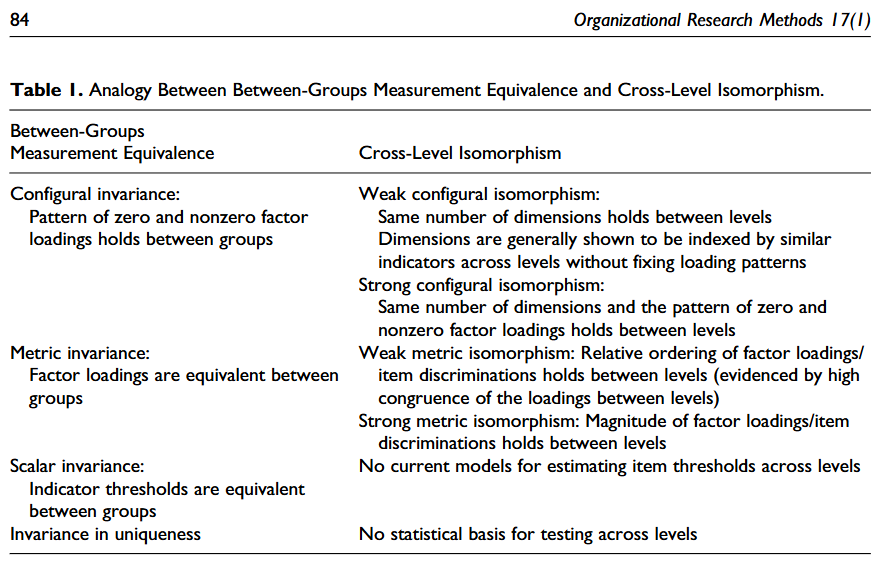 84 Organizational Research Methods 17(1)
Table 1. Analogy Between Between-Groups Measurement Equivalence and Cross-Level Isomorphism.
Between-Groups
Measurement Equivalence Cross-Level Isomorphism
Configural invariance: Weak configural isomorphism:
Pattern of zero and nonzero factor Same number of dimensions holds between levels
loadings holds between groups Dimensions are generally shown to be indexed by similar
indicators across levels without fixing loading patterns
Strong configural isomorphism:
Same number of dimensions and the pattern of zero and
nonzero factor loadings holds between levels
Metric invariance: Weak metric isomorphism: Relative ordering of factor loadings/
Factor loadings are equivalent between item discriminations holds between levels (evidenced by high
groups congruence of the loadings between levels)
Strong metric isomorphism: Magnitude of factor loadings/item
discriminations holds between levels
Scalar invariance: No current models for estimating item thresholds across levels
Indicator thresholds are equivalent
between groups
Invariance in uniqueness No statistical basis for testing across levels